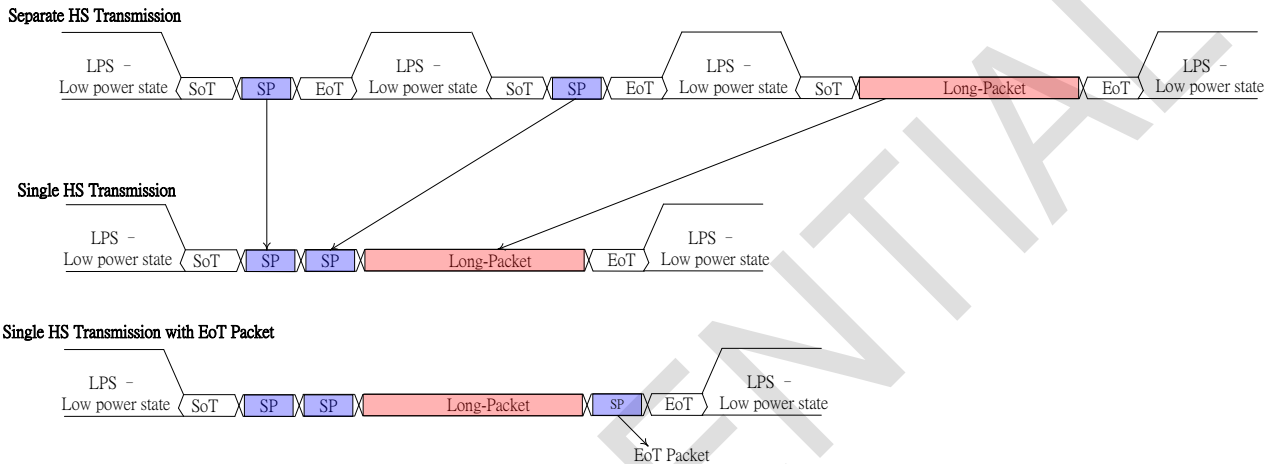 Separate HS Transmission
LPS -
Low power state
SoT
SP
EoT
LPS -
Low power state
SoT
SP
EoT
LPS -
Low power state
SoT
Long-Packet
EoT
LPS -
Low power state
Single HS Transmission
LPS -
Low power state
SoT
SP
SP
Long-Packet
EoT
LPS -
Low power state
Single HS Transmission with EoT Packet
LPS -
Low power state
SoT
SP
SP
Long-Packet
SP
EoT
LPS -
Low power state
EoT Packet
ENTIAL